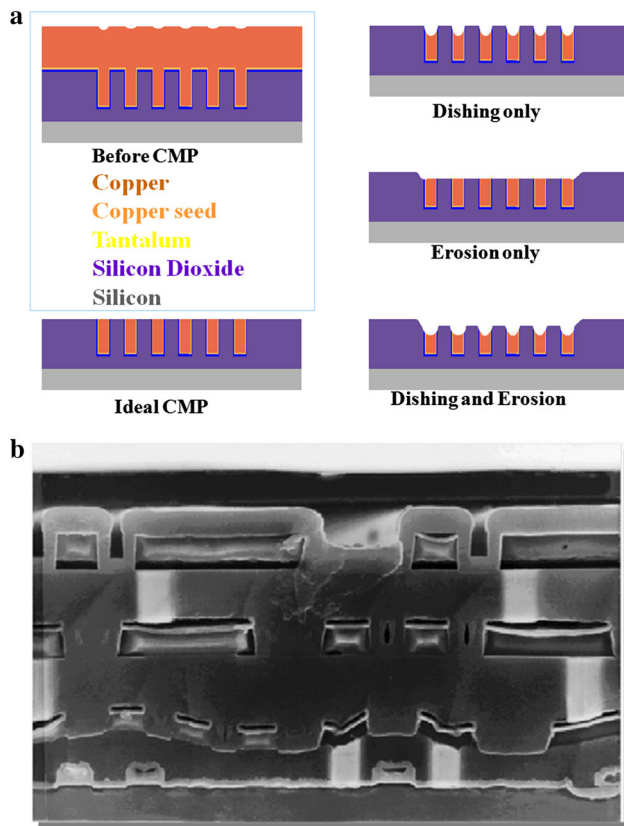 a
Before CMP
Copper
Copper seed
Tantalum
Silicon Dioxide
Silicon
Ideal CMP
Dishing only
Erosion only
Dishing and Erosion
b